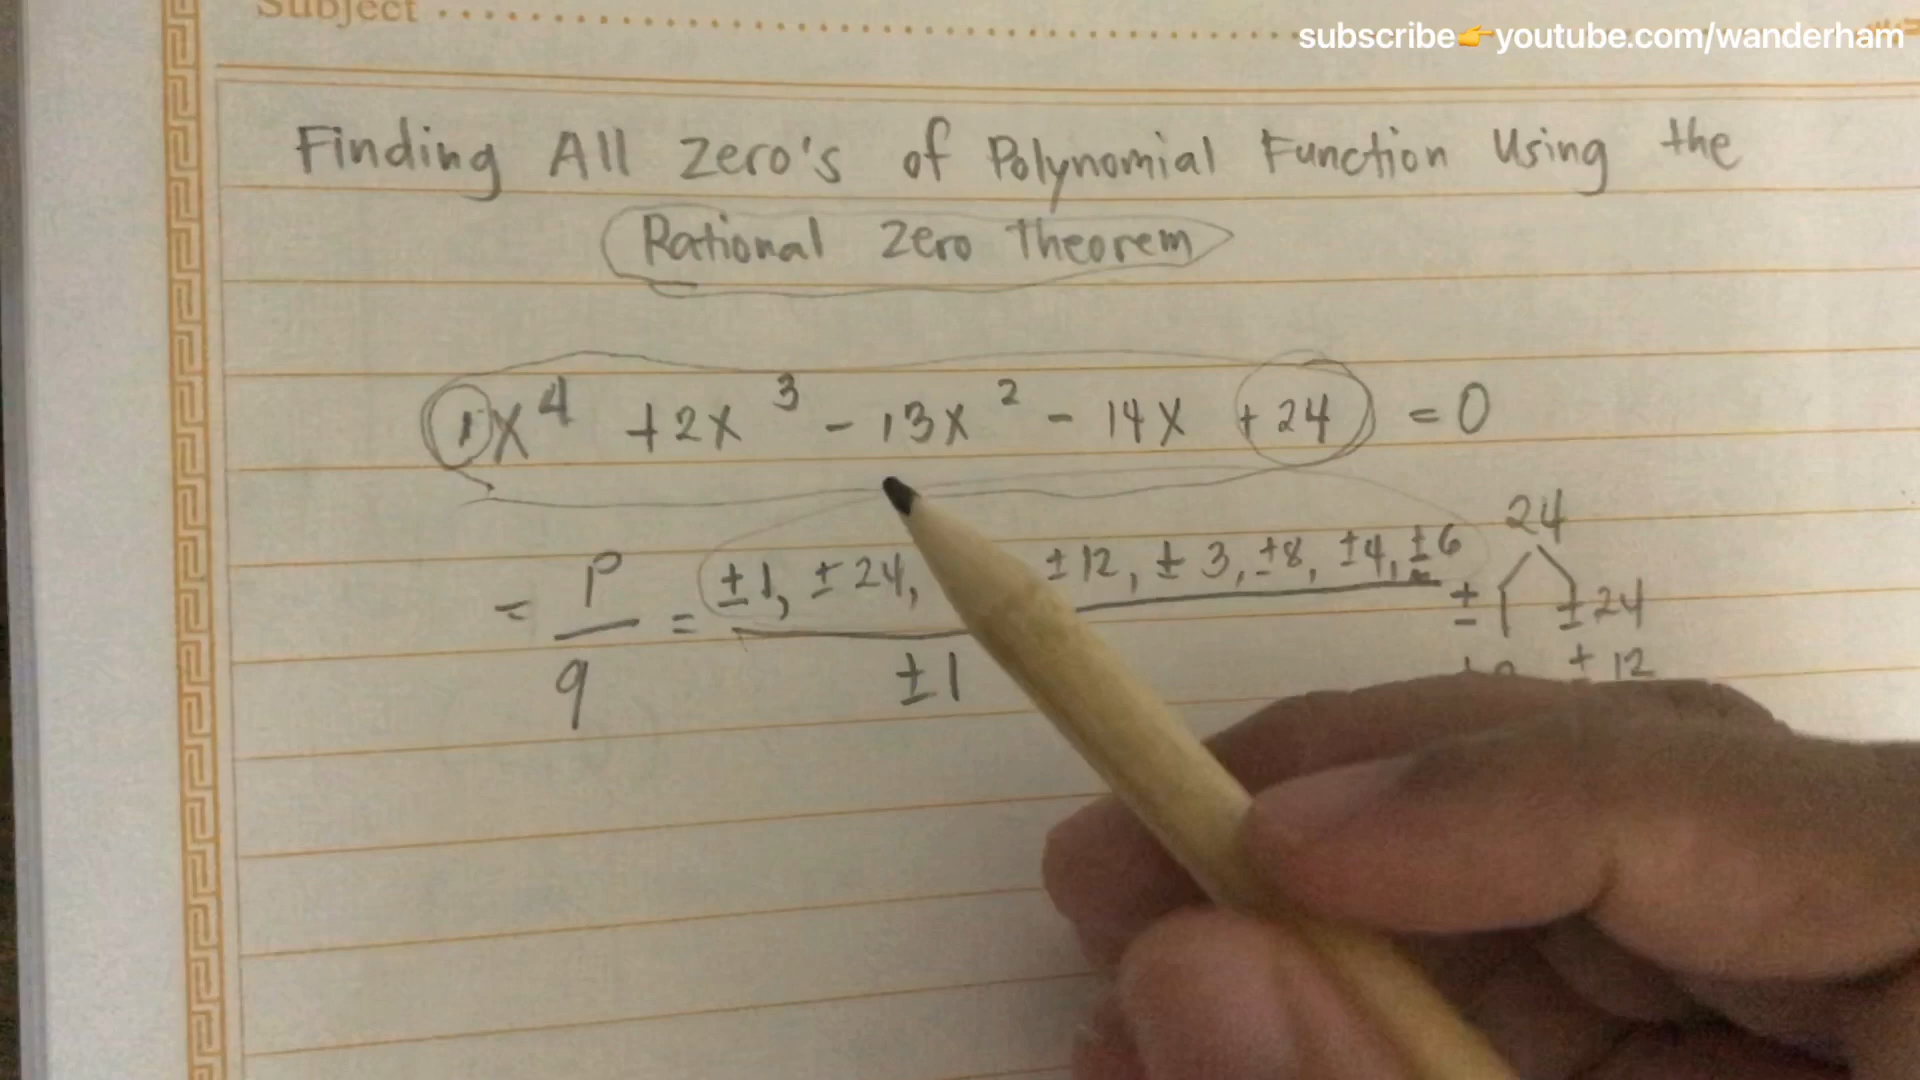 Subject
subscribe👉youtube.com/wanderham
Finding All Zero's of Polynomial Function Using the
Rational Zero Theorem
1x⁴ + 2x³ - 13x² - 14x + 24 = 0
24
= P/q = ±1, ±24, ±12, ±3, ±8, ±4, ±6 / ±1
±1 ±24
±12